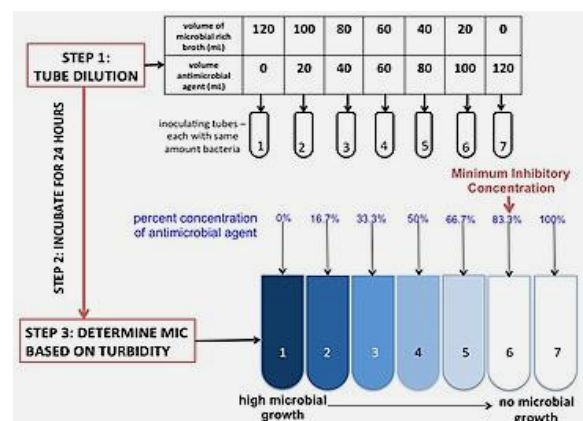 STEP 1:
TUBE DILUTION
volume of
microbial rich
broth (mL)
120 100 80 60 40 20 0
volume
antimicrobial
agent (mL)
0 20 40 60 80 100 120
inoculating tubes –
each with same
amount bacteria
1 2 3 4 5 6 7
STEP 2: INCUBATE FOR 24 HOURS
Minimum Inhibitory
Concentration
percent concentration
of antimicrobial agent
0% 16.7% 33.3% 50% 66.7% 83.3% 100%
STEP 3: DETERMINE MIC
BASED ON TURBIDITY
1 2 3 4 5 6 7
high microbial
growth
no microbial
growth